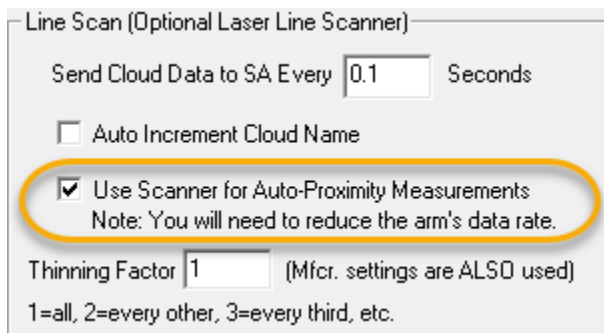 Line Scan (Optional Laser Line Scanner)
Send Cloud Data to SA Every 0.1 Seconds
Auto Increment Cloud Name
Use Scanner for Auto-Proximity Measurements
Note: You will need to reduce the arm's data rate.
Thinning Factor 1 (Mfcr. settings are ALSO used)
1=all, 2=every other, 3=every third, etc.